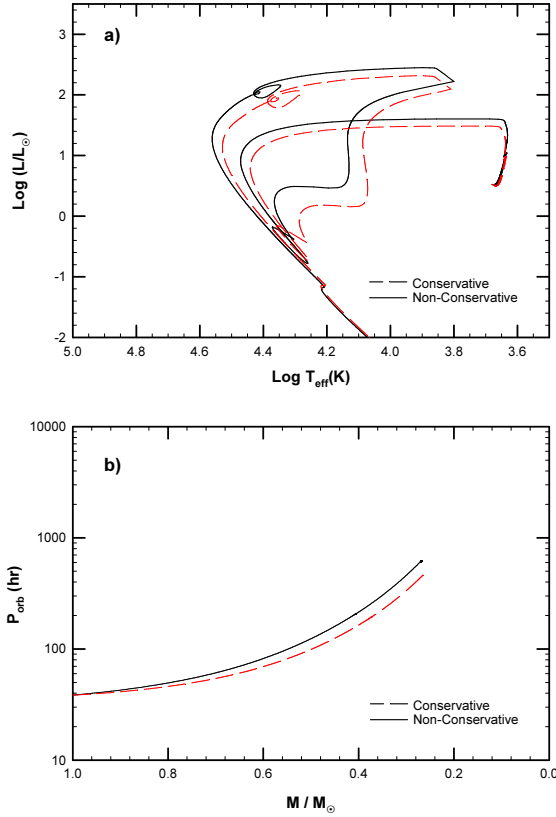 a)
Log (L/L☉)
3
2
1
0
-1
-2
Conservative
Non-Conservative
5.0 4.8 4.6 4.4 4.2 4.0 3.8 3.6
Log Teff(K)
b)
Porb (hr)
10000
1000
100
10
Conservative
Non-Conservative
1.0 0.8 0.6 0.4 0.2 0.0
M / M☉